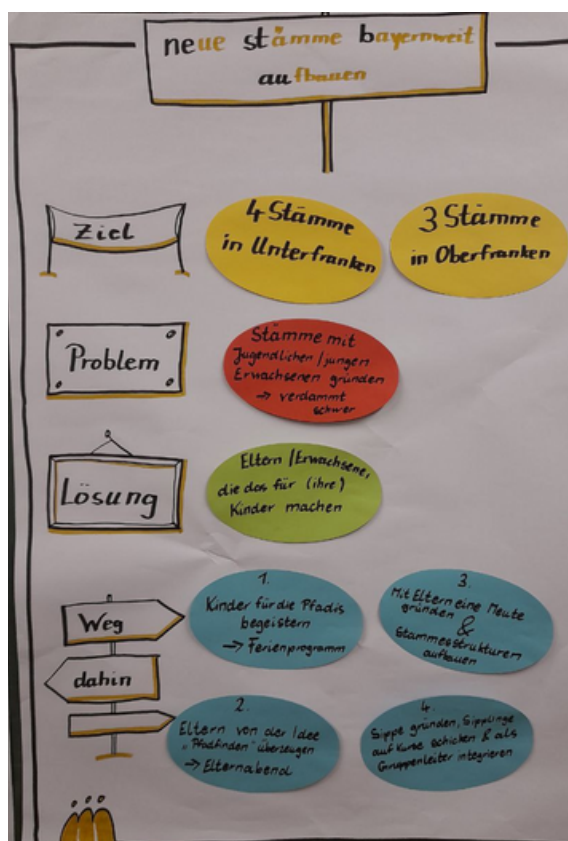 neue stämme bayernweit
aufbauen
Ziel
4 Stämme
in Unterfranken
3 Stämme
in Oberfranken
Problem
Stämme mit
Jugendlichen / jungen
Erwachsenen gründen
→ verdammt
schwer
Lösung
Eltern / Erwachsene,
die das für (ihre)
Kinder machen
Weg
dahin
1.
Kinder für die Pfadis
begeistern
→ Ferienprogramm
2.
Eltern von der Idee
„Pfadfinden" überzeugen
→ Elternabend
3.
Mit Eltern eine Meute
gründen
&
Stammesstrukturen
aufbauen
4.
Sippe gründen, Sipplinge
auf Kurse schicken & als
Gruppenleiter integrieren